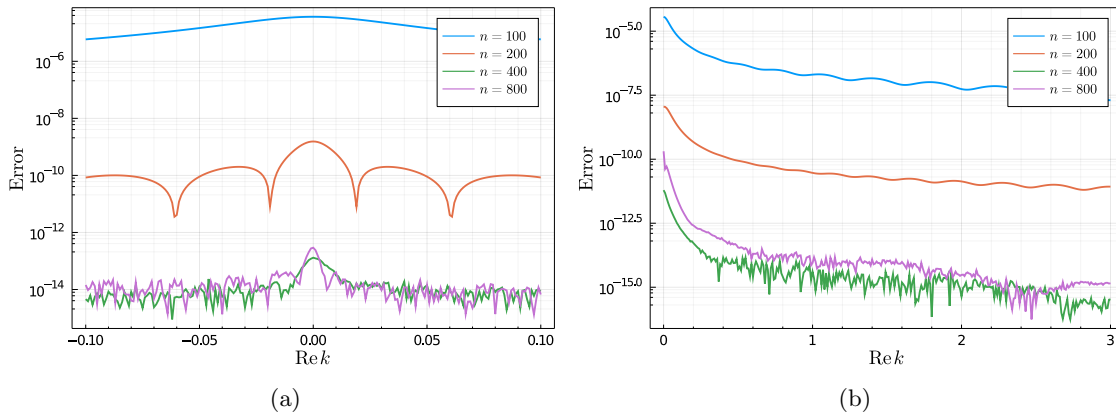 10^{-6}
10^{-8}
10^{-10}
10^{-12}
10^{-14}
Error
-0.10
-0.05
0.00
0.05
0.10
Re k
n = 100
n = 200
n = 400
n = 800
(a)
10^{-5.0}
10^{-7.5}
10^{-10.0}
10^{-12.5}
10^{-15.0}
Error
0
1
2
3
Re k
n = 100
n = 200
n = 400
n = 800
(b)